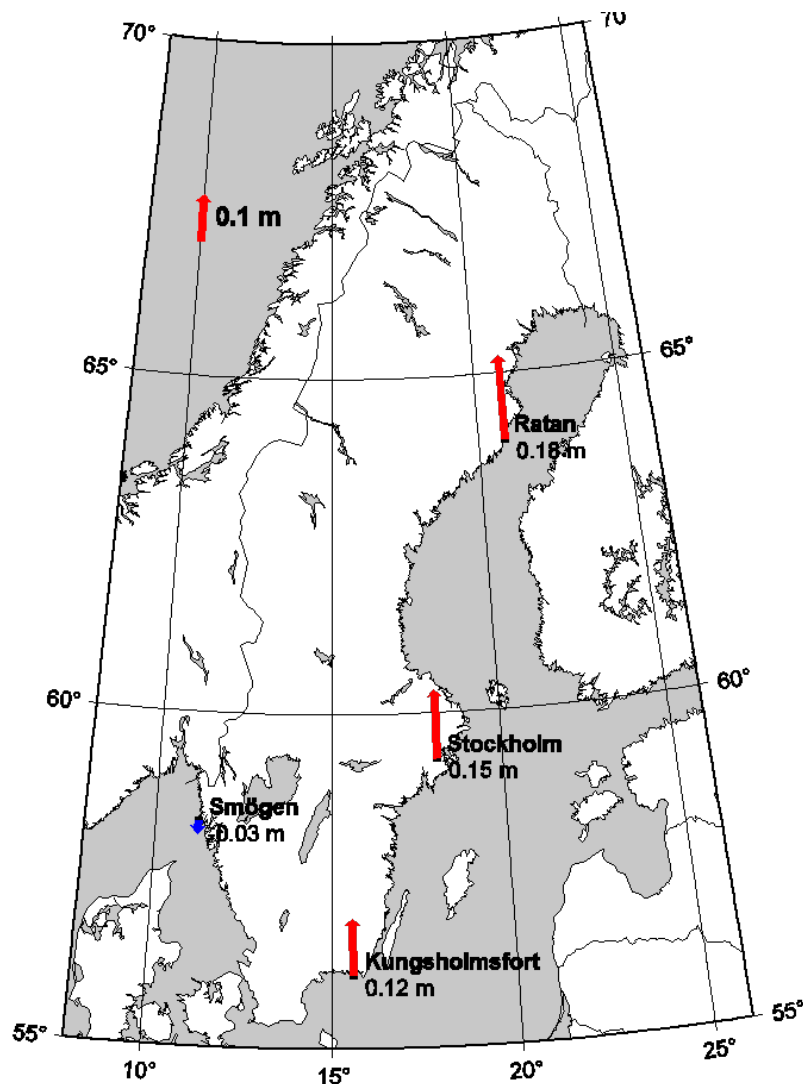 70°
70
0.1 m
65°
65°
Ratan
0.18 m
60°
60°
Stockholm
0.15 m
Smögen
-0.03 m
Kungsholmsfort
0.12 m
55°
55°
10°
15°
20°
25°